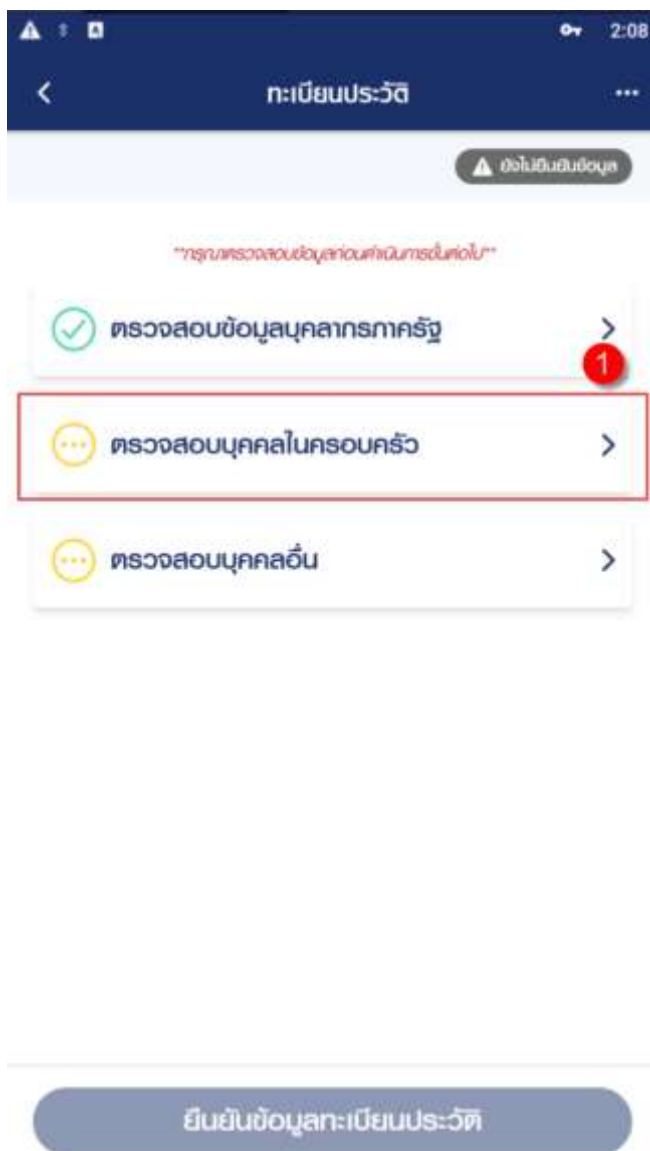 2:08
ทะเบียนประวัติ
ยังไม่ยืนยันข้อมูล
**กรุณาตรวจสอบข้อมูลก่อนดำเนินการขั้นต่อไป**
ตรวจสอบข้อมูลบุคลากรภาครัฐ
1
ตรวจสอบบุคคลในครอบครัว
ตรวจสอบบุคคลอื่น
ยืนยันข้อมูลทะเบียนประวัติ